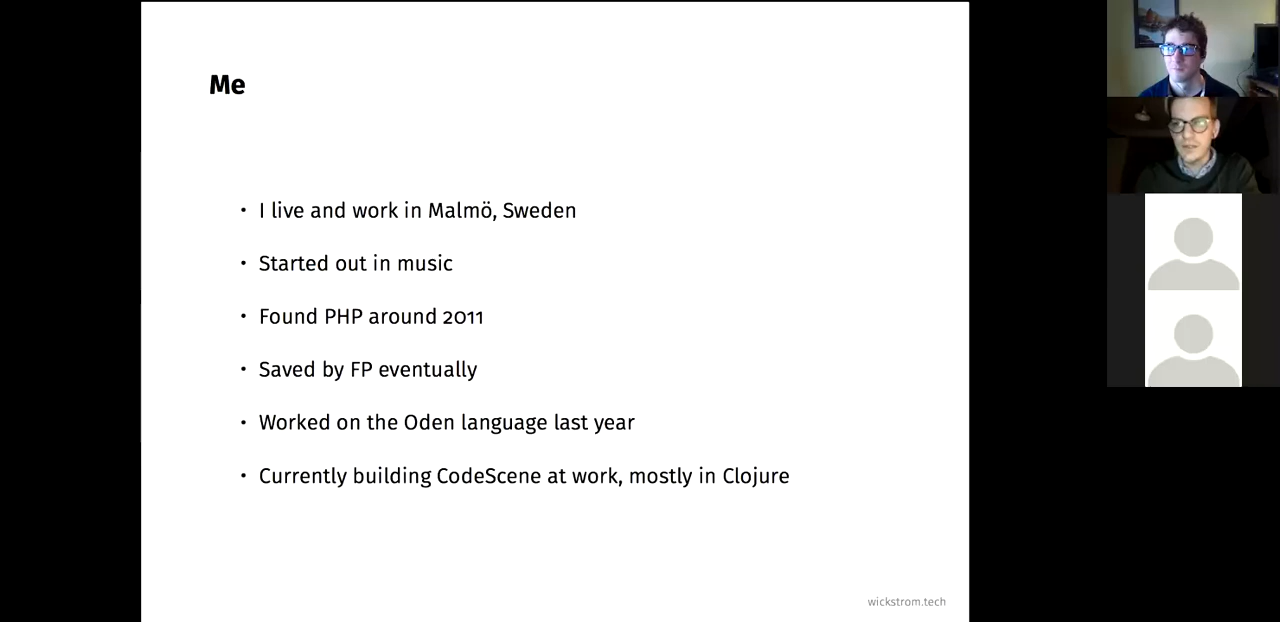 Me
• I live and work in Malmö, Sweden
• Started out in music
• Found PHP around 2011
• Saved by FP eventually
• Worked on the Oden language last year
• Currently building CodeScene at work, mostly in Clojure
wickstrom.tech